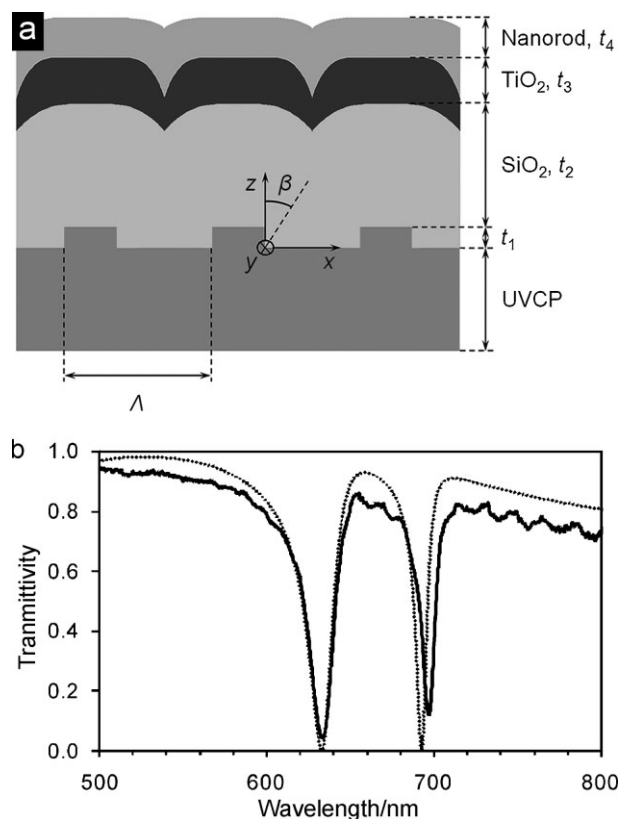 a
Nanorod, t4
TiO2, t3
SiO2, t2
z
β
t1
y
x
UVCP
Λ
b
1.0
0.8
0.6
0.4
0.2
0.0
Tranmittivity
500
600
700
800
Wavelength/nm